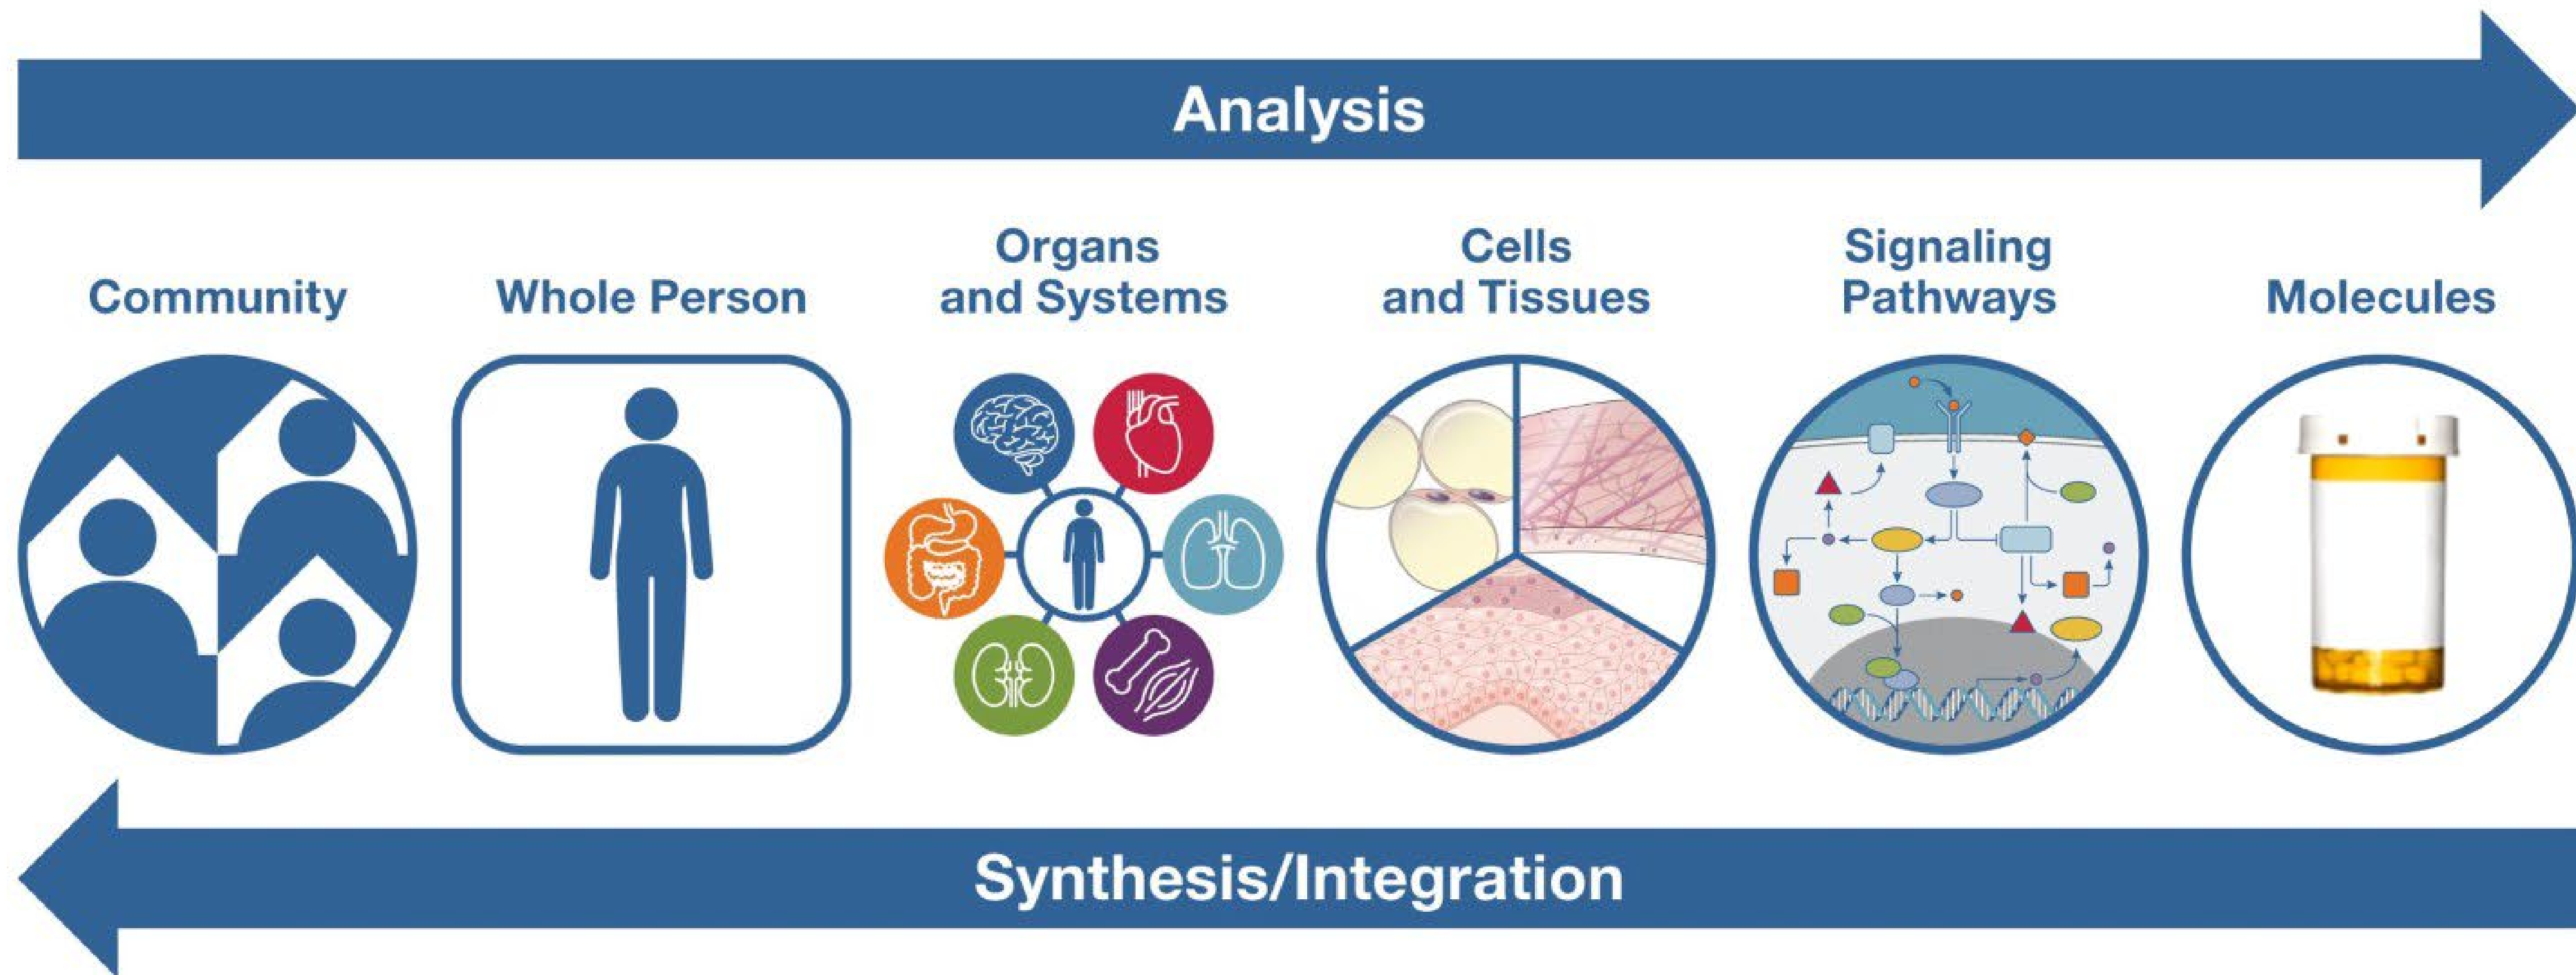 Analysis
Community
Whole Person
Organs
and Systems
Cells
and Tissues
Signaling
Pathways
Molecules
Synthesis/Integration